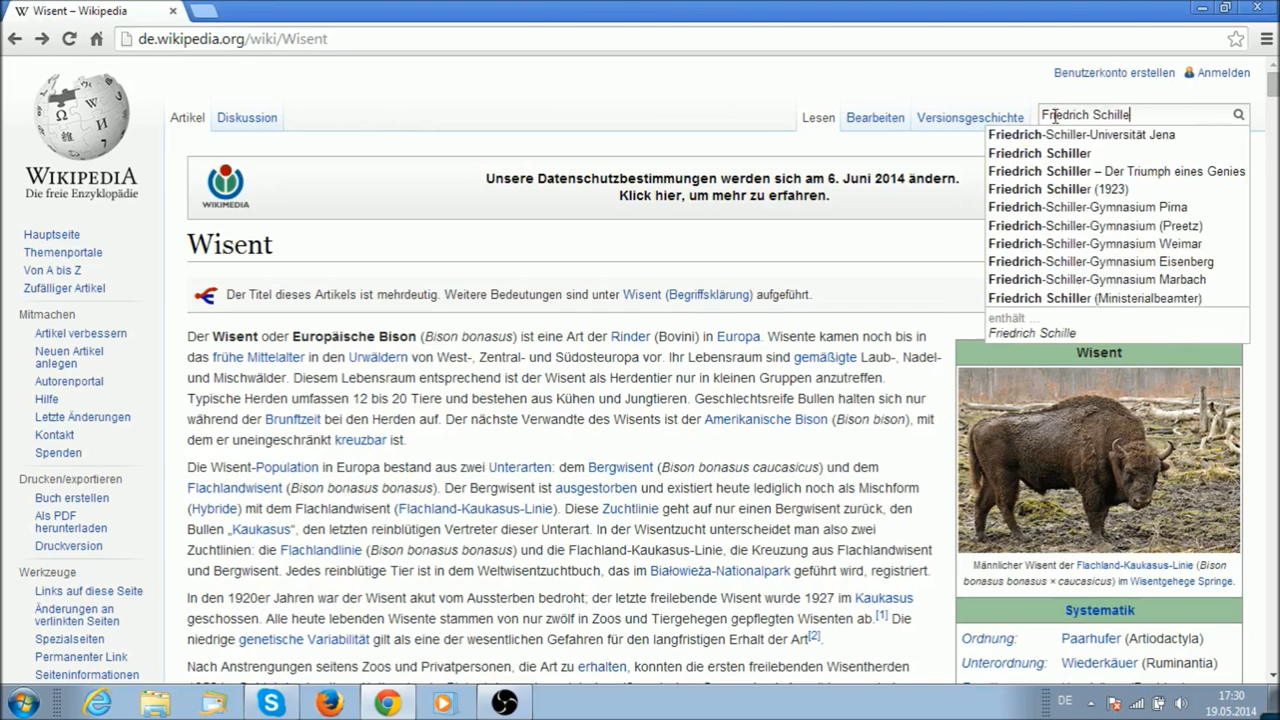 Wisent – Wikipedia
de.wikipedia.org/wiki/Wisent
Benutzerkonto erstellen Anmelden
Artikel Diskussion Lesen Bearbeiten Versionsgeschichte Friedrich Schille
Friedrich-Schiller-Universität Jena
Friedrich Schiller
Friedrich Schiller – Der Triumph eines Genies
Friedrich Schiller (1923)
Friedrich-Schiller-Gymnasium Pirna
Friedrich-Schiller-Gymnasium (Preetz)
Friedrich-Schiller-Gymnasium Weimar
Friedrich-Schiller-Gymnasium Eisenberg
Friedrich-Schiller-Gymnasium Marbach
Friedrich Schiller (Ministerialbeamter)
enthält ...
Friedrich Schille
WIKIPEDIA
Die freie Enzyklopädie
Hauptseite
Themenportale
Von A bis Z
Zufälliger Artikel
Mitmachen
Artikel verbessern
Neuen Artikel
anlegen
Autorenportal
Hilfe
Letzte Änderungen
Kontakt
Spenden
Drucken/exportieren
Buch erstellen
Als PDF
herunterladen
Druckversion
Werkzeuge
Links auf diese Seite
Änderungen an
verlinkten Seiten
Spezialseiten
Permanenter Link
Seiteninformationen
WIKIMEDIA
Unsere Datenschutzbestimmungen werden sich am 6. Juni 2014 ändern.
Klick hier, um mehr zu erfahren.
Wisent
Der Titel dieses Artikels ist mehrdeutig. Weitere Bedeutungen sind unter Wisent (Begriffsklärung) aufgeführt.
Der Wisent oder Europäische Bison (Bison bonasus) ist eine Art der Rinder (Bovini) in Europa. Wisente kamen noch bis in
das frühe Mittelalter in den Urwäldern von West-, Zentral- und Südosteuropa vor. Ihr Lebensraum sind gemäßigte Laub-, Nadel-
und Mischwälder. Diesem Lebensraum entsprechend ist der Wisent als Herdentier nur in kleinen Gruppen anzutreffen.
Typische Herden umfassen 12 bis 20 Tiere und bestehen aus Kühen und Jungtieren. Geschlechtsreife Bullen halten sich nur
während der Brunftzeit bei den Herden auf. Der nächste Verwandte des Wisents ist der Amerikanische Bison (Bison bison), mit
dem er uneingeschränkt kreuzbar ist.
Die Wisent-Population in Europa bestand aus zwei Unterarten: dem Bergwisent (Bison bonasus caucasicus) und dem
Flachlandwisent (Bison bonasus bonasus). Der Bergwisent ist ausgestorben und existiert heute lediglich noch als Mischform
(Hybride) mit dem Flachlandwisent (Flachland-Kaukasus-Linie). Diese Zuchtlinie geht auf nur einen Bergwisent zurück, den
Bullen „Kaukasus“, den letzten reinblütigen Vertreter dieser Unterart. In der Wisentzucht unterscheidet man also zwei
Zuchtlinien: die Flachlandlinie (Bison bonasus bonasus) und die Flachland-Kaukasus-Linie, die Kreuzung aus Flachlandwisent
und Bergwisent. Jedes reinblütige Tier ist in dem Weltwisentzuchtbuch, das im Białowieża-Nationalpark geführt wird, registriert.
In den 1920er Jahren war der Wisent akut vom Aussterben bedroht; der letzte freilebende Wisent wurde 1927 im Kaukasus
geschossen. Alle heute lebenden Wisente stammen von nur zwölf in Zoos und Tiergehegen gepflegten Wisenten ab.[1] Die
niedrige genetische Variabilität gilt als eine der wesentlichen Gefahren für den langfristigen Erhalt der Art[2].
Nach Anstrengungen seitens Zoos und Privatpersonen, die Art zu erhalten, konnten die ersten freilebenden Wisentherden
Wisent
Männlicher Wisent der Flachland-Kaukasus-Linie (Bison
bonasus bonasus × caucasicus) im Wisentgehege Springe.
Systematik
Ordnung: Paarhufer (Artiodactyla)
Unterordnung: Wiederkäuer (Ruminantia)
DE
17:30
19.05.2014